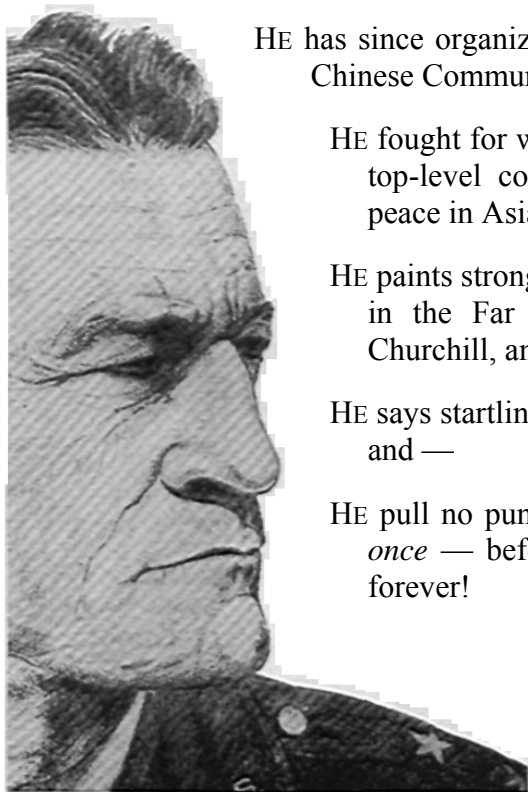 HE has since organiz
Chinese Commu
HE fought for w
top-level co
peace in Asi
HE paints strong
in the Far
Churchill, an
HE says startlin
and —
HE pull no pun
once — bef
forever!